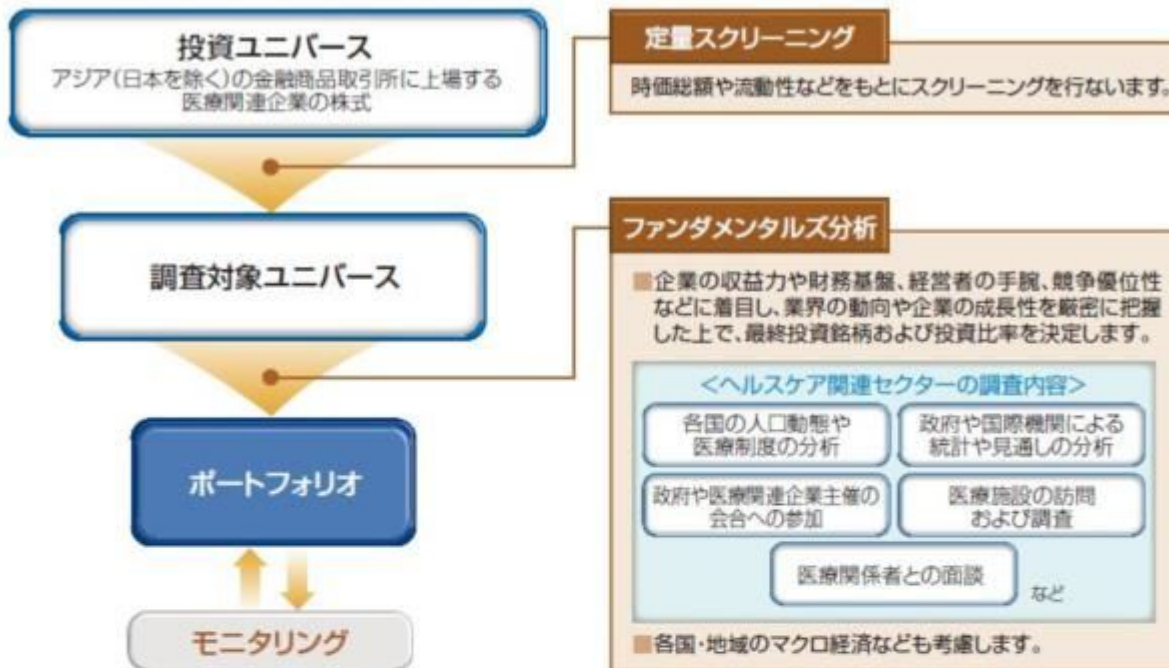 投資ユニバース
アジア(日本を除く)の金融商品取引所に上場する
医療関連企業の株式
定量スクリーニング
時価総額や流動性などをもとにスクリーニングを行ないます。
調査対象ユニバース
ファンダメンタルズ分析
■企業の収益力や財務基盤、経営者の手腕、競争優位性
などに着目し、業界の動向や企業の成長性を厳密に把握
した上で、最終投資銘柄および投資比率を決定します。
<ヘルスケア関連セクターの調査内容>
各国の人口動態や
医療制度の分析
政府や国際機関による
統計や見通しの分析
政府や医療関連企業主催の
会合への参加
医療施設の訪問
および調査
医療関係者との面談
など
■各国・地域のマクロ経済なども考慮します。
ポートフォリオ
モニタリング